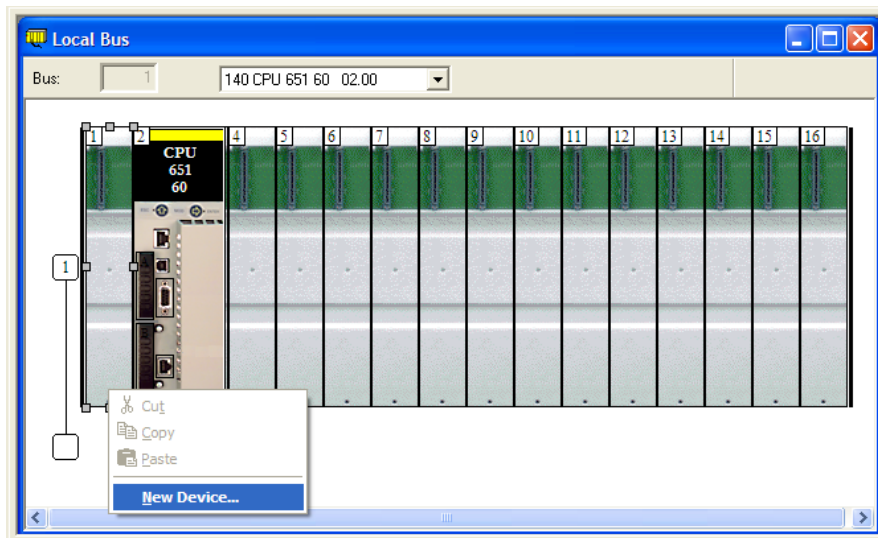 Local Bus
Bus: 1 140 CPU 651 60 02.00
1 2 4 5 6 7 8 9 10 11 12 13 14 15 16
CPU
651
60
A
1
B
Cut
Copy
Paste
New Device...